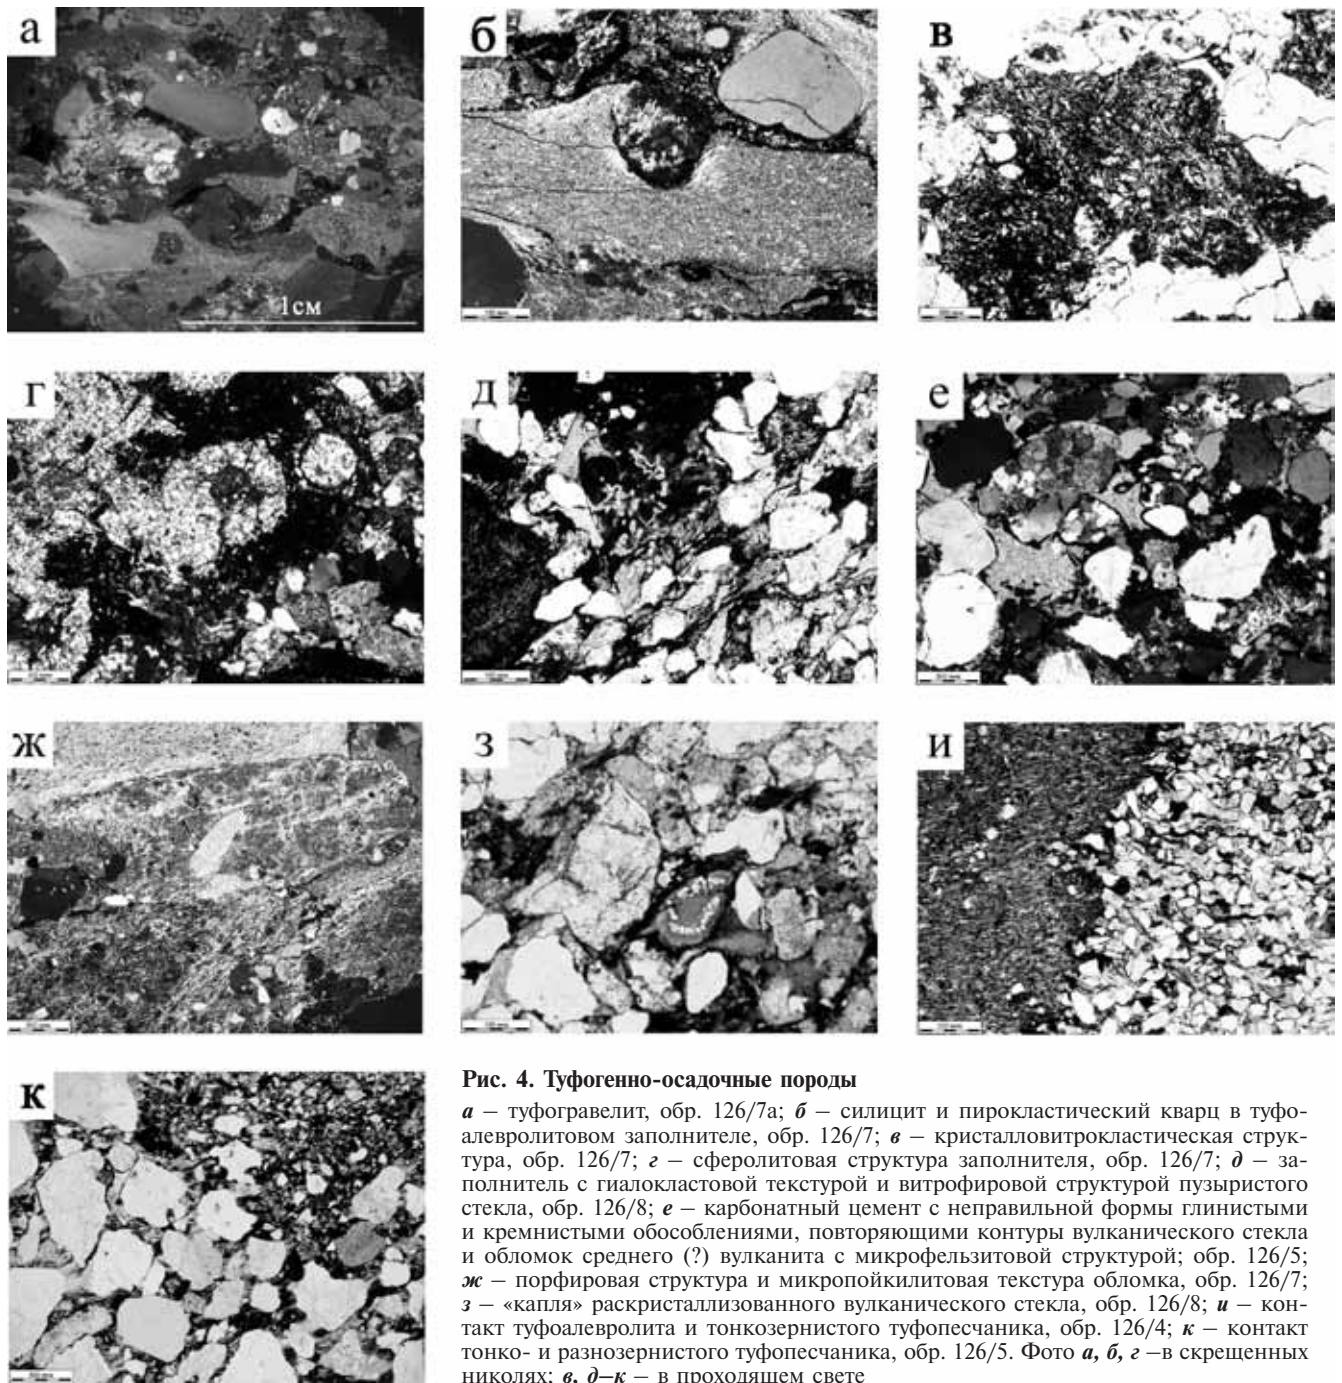 а
б
в
1см
г
д
е
ж
з
и
к
Рис. 4. Туфогенно-осадочные породы
а – туфогравелит, обр. 126/7а; б – силицит и пирокластический кварц в туфо-
алевролитовом заполнителе, обр. 126/7; в – кристалловитрокластическая струк-
тура, обр. 126/7; г – сферолитовая структура заполнителя, обр. 126/7; д – за-
полнитель с гиалокластовой текстурой и витрофировой структурой пузыристого
стекла, обр. 126/8; е – карбонатный цемент с неправильной формы глинистыми
и кремнистыми обособлениями, повторяющими контуры вулканического стекла
и обломок среднего (?) вулканита с микрофельзитовой структурой; обр. 126/5;
ж – порфировая структура и микропойкилитовая текстура обломка, обр. 126/7;
з – «капля» раскристаллизованного вулканического стекла, обр. 126/8; и – кон-
такт туфоалевролита и тонкозернистого туфопесчаника, обр. 126/4; к – контакт
тонко- и разнозернистого туфопесчаника, обр. 126/5. Фото а, б, г –в скрещенных
николях; в, д–к – в проходящем свете